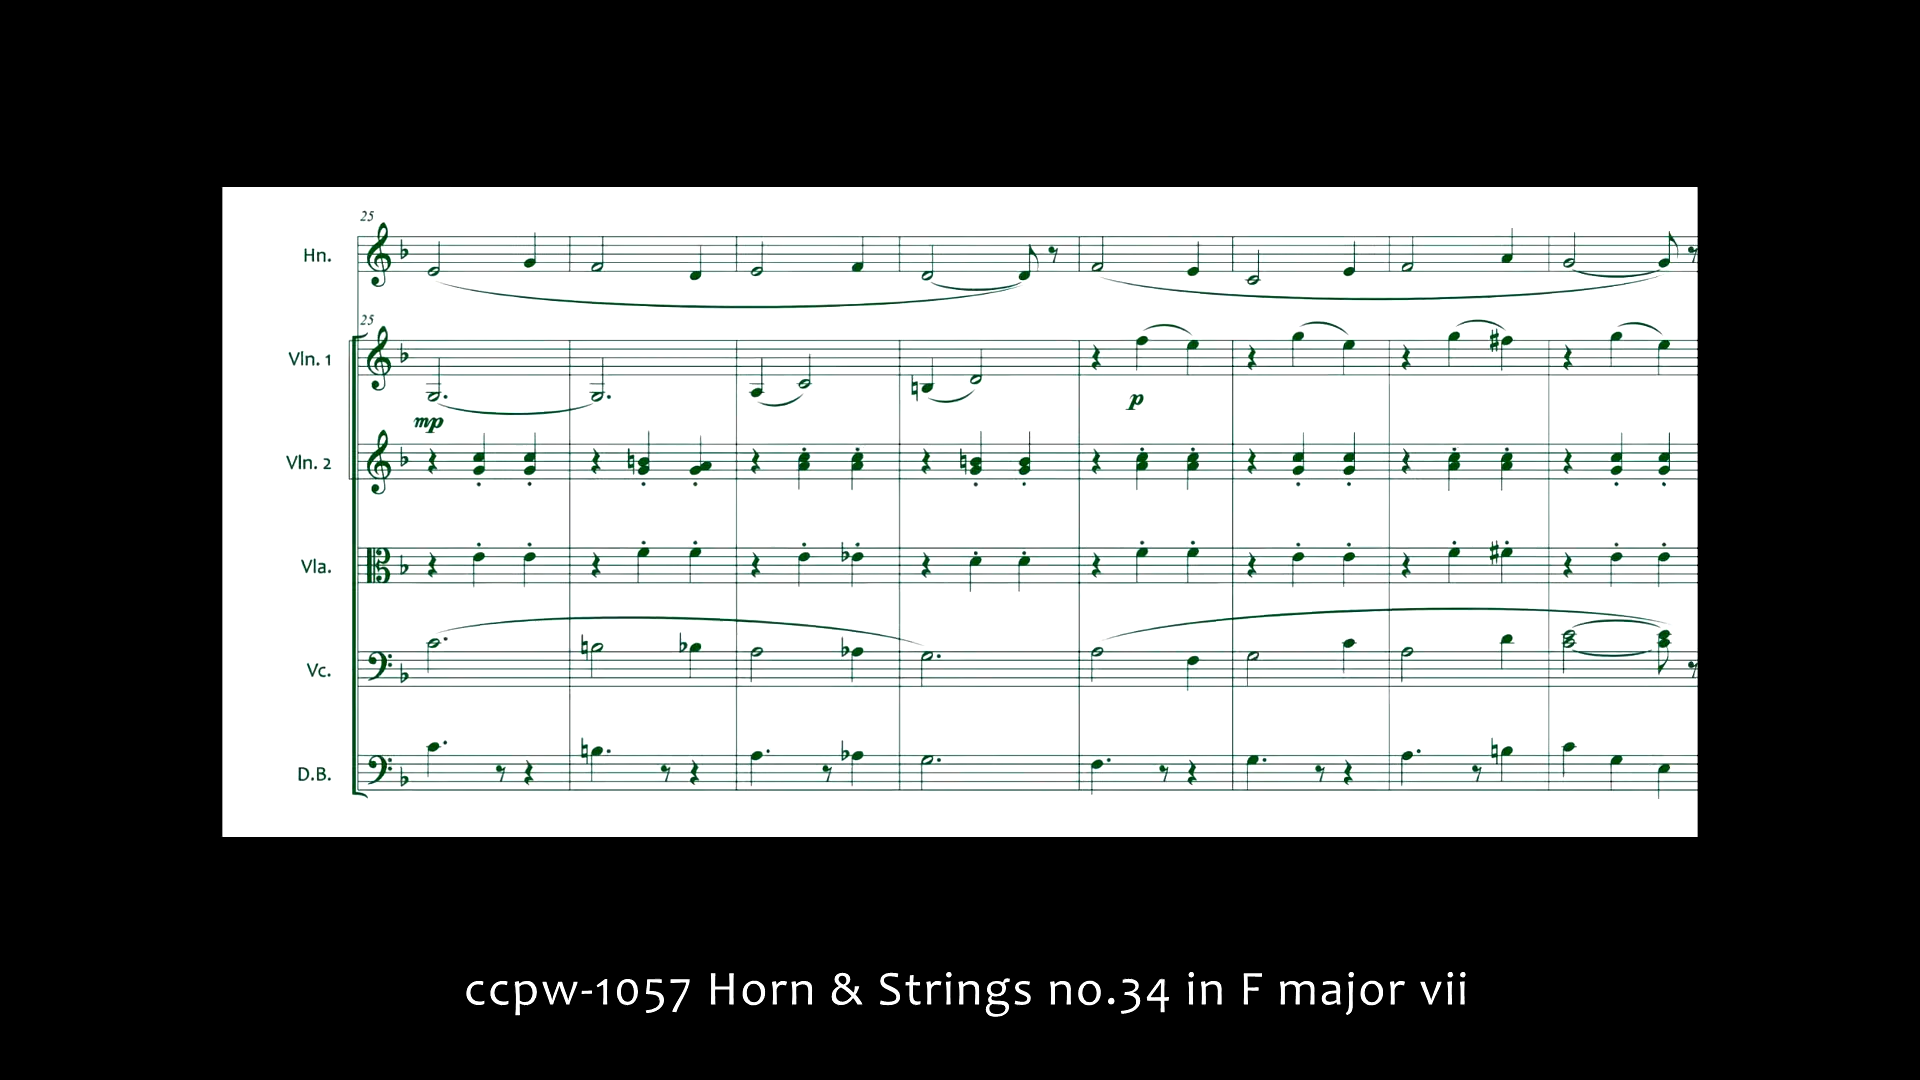 25
Hn.
25
Vln. 1
mp
p
Vln. 2
Vla.
Vc.
D.B.
ccpw-1057 Horn & Strings no.34 in F major vii